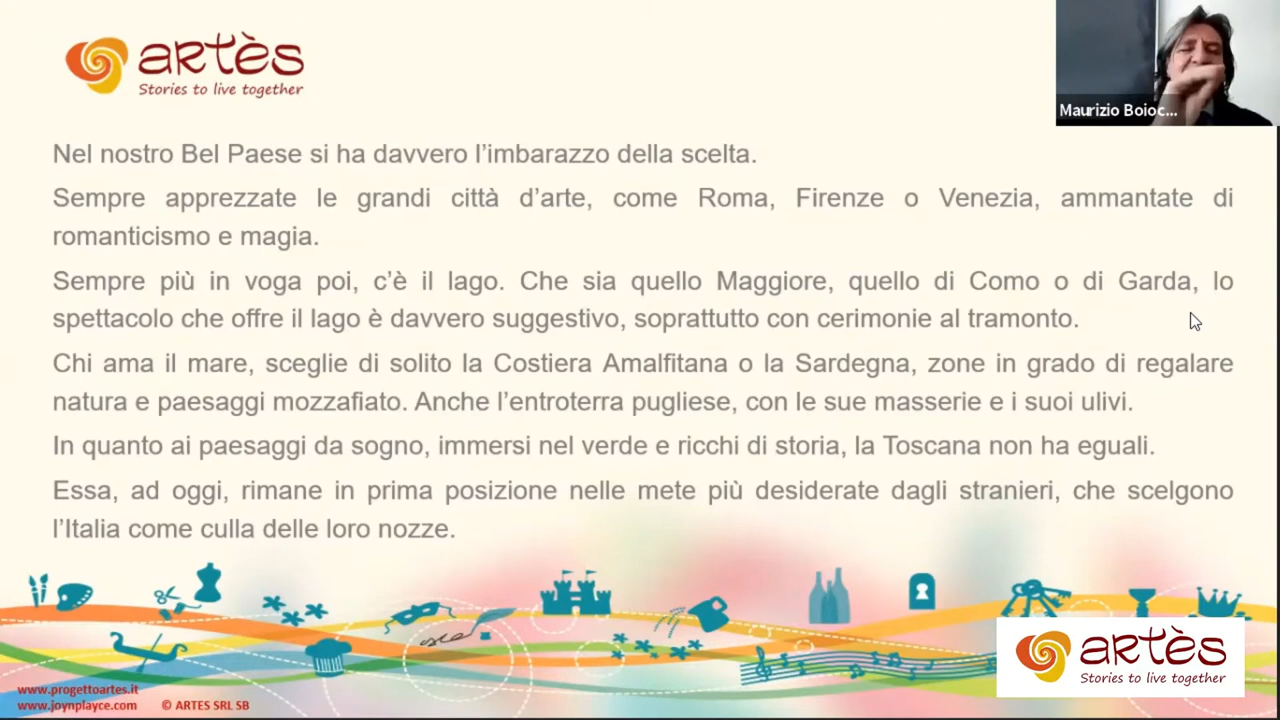 artès
Stories to live together
Maurizio Boioc...
Nel nostro Bel Paese si ha davvero l’imbarazzo della scelta.
Sempre apprezzate le grandi città d’arte, come Roma, Firenze o Venezia, ammantate di
romanticismo e magia.
Sempre più in voga poi, c’è il lago. Che sia quello Maggiore, quello di Como o di Garda, lo
spettacolo che offre il lago è davvero suggestivo, soprattutto con cerimonie al tramonto.
Chi ama il mare, sceglie di solito la Costiera Amalfitana o la Sardegna, zone in grado di regalare
natura e paesaggi mozzafiato. Anche l’entroterra pugliese, con le sue masserie e i suoi ulivi.
In quanto ai paesaggi da sogno, immersi nel verde e ricchi di storia, la Toscana non ha eguali.
Essa, ad oggi, rimane in prima posizione nelle mete più desiderate dagli stranieri, che scelgono
l’Italia come culla delle loro nozze.
artès
Stories to live together
www.progettoartes.it
www.joynplayce.com © ARTES SRL SB